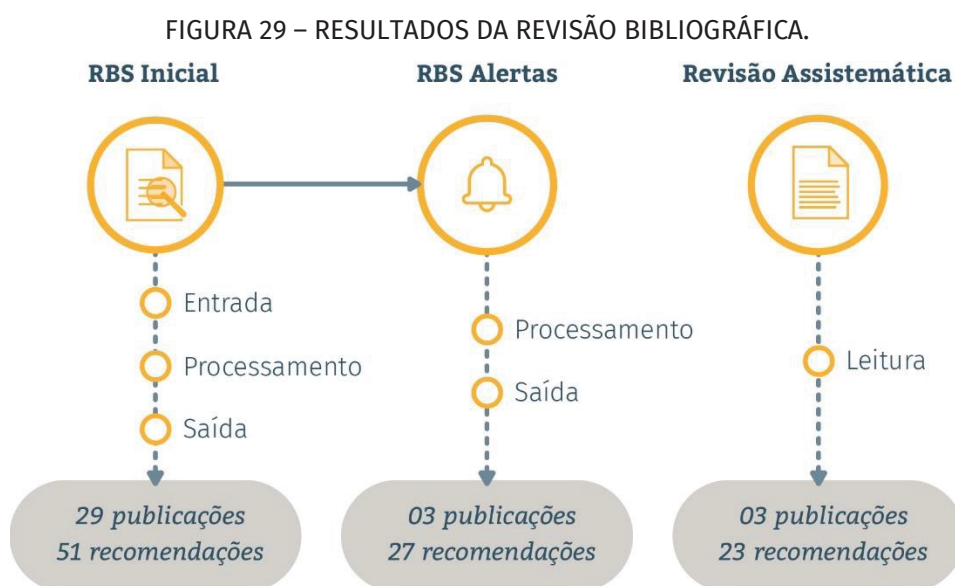 FIGURA 29 – RESULTADOS DA REVISÃO BIBLIOGRÁFICA.
RBS Inicial
Entrada
Processamento
Saída
29 publicações
51 recomendações
RBS Alertas
Processamento
Saída
03 publicações
27 recomendações
Revisão Assistemática
Leitura
03 publicações
23 recomendações